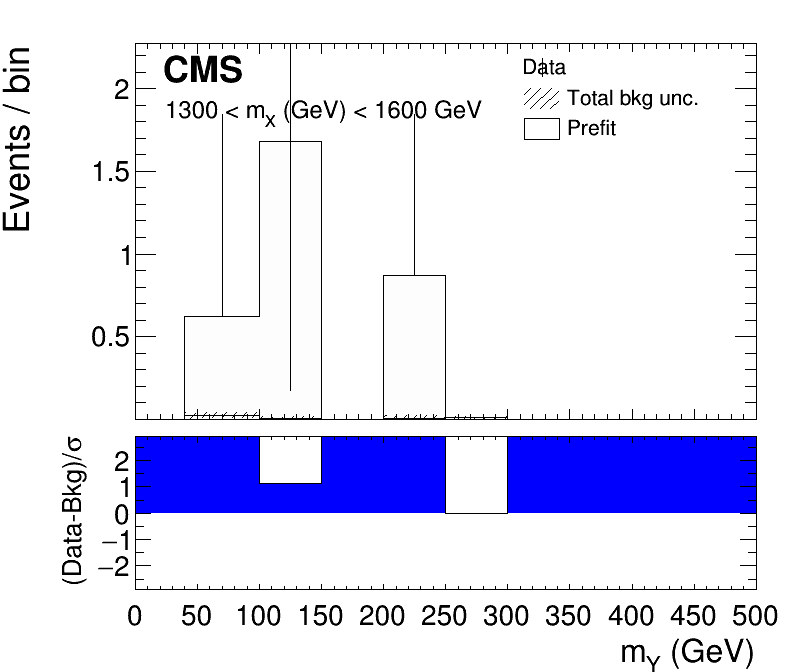 CMS
1300 < mX (GeV) < 1600 GeV
Data
Total bkg unc.
Prefit
Events / bin
2
1.5
1
0.5
(Data-Bkg)/σ
2
1
0
−1
−2
0 50 100 150 200 250 300 350 400 450 500
mY (GeV)